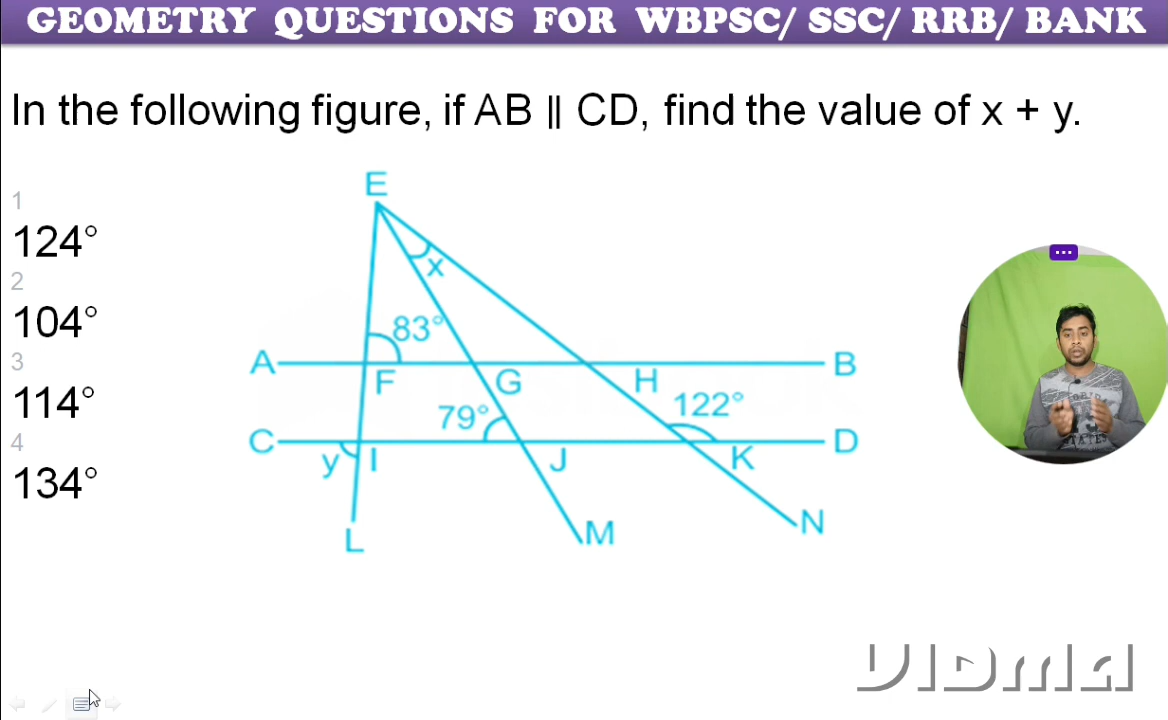 GEOMETRY QUESTIONS FOR WBPSC/ SSC/ RRB/ BANK
In the following figure, if AB ∥ CD, find the value of x + y.
1
124°
2
104°
3
114°
4
134°
E
x
83°
A
B
F
G
H
79°
122°
C
D
y
I
J
K
L
M
N
VIDMA